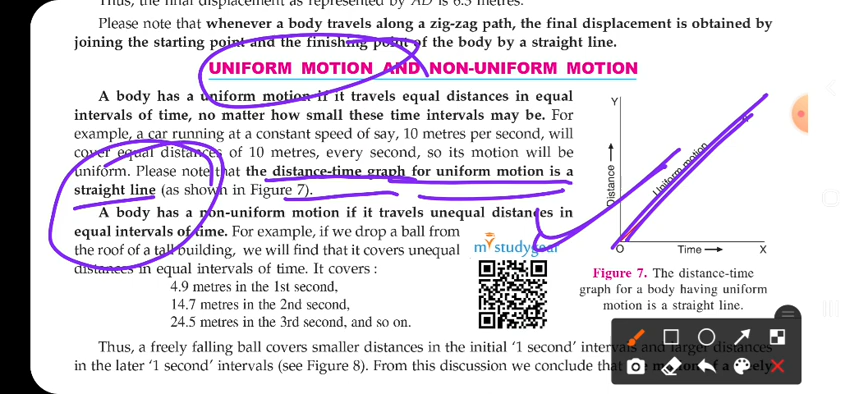 Thus, the final displacement as represented by AD is 6.5 metres.
Please note that whenever a body travels along a zig-zag path, the final displacement is obtained by
joining the starting point and the finishing point of the body by a straight line.
UNIFORM MOTION AND NON-UNIFORM MOTION
A body has a uniform motion if it travels equal distances in equal
intervals of time, no matter how small these time intervals may be. For
example, a car running at a constant speed of say, 10 metres per second, will
cover equal distances of 10 metres, every second, so its motion will be
uniform. Please note that the distance-time graph for uniform motion is a
straight line (as shown in Figure 7).
A body has a non-uniform motion if it travels unequal distances in
equal intervals of time. For example, if we drop a ball from
the roof of a tall building, we will find that it covers unequal
distances in equal intervals of time. It covers :
4.9 metres in the 1st second,
14.7 metres in the 2nd second,
24.5 metres in the 3rd second, and so on.
my studygear
Y
Distance
Uniform motion
O
Time
X
Figure 7. The distance-time
graph for a body having uniform
motion is a straight line.
Thus, a freely falling ball covers smaller distances in the initial '1 second' intervals and larger distances
in the later '1 second' intervals (see Figure 8). From this discussion we conclude that